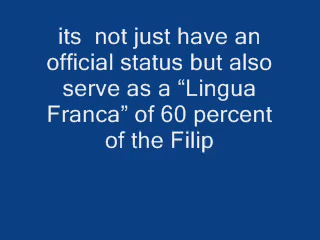 its  not just have an
official status but also
serve as a “Lingua
Franca” of 60 percent
of the Filip